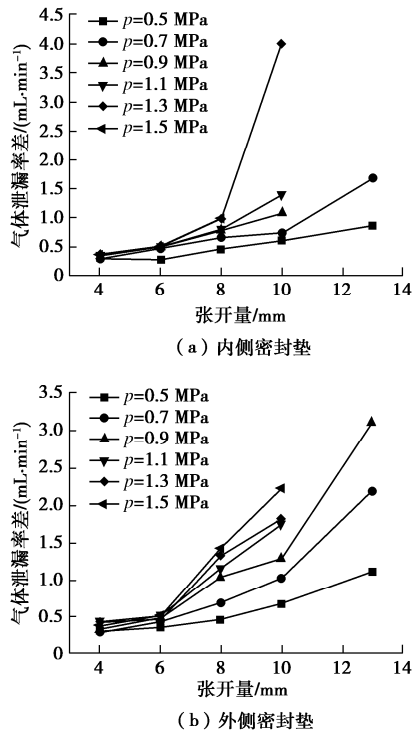 气体泄漏率差/(mL·min⁻¹)
4.5
4.0
3.5
3.0
2.5
2.0
1.5
1.0
0.5
0
p=0.5 MPa
p=0.7 MPa
p=0.9 MPa
p=1.1 MPa
p=1.3 MPa
p=1.5 MPa
4 6 8 10 12 14
张开量/mm
（a）内侧密封垫
气体泄漏率差/(mL·min⁻¹)
3.5
3.0
2.5
2.0
1.5
1.0
0.5
0
p=0.5 MPa
p=0.7 MPa
p=0.9 MPa
p=1.1 MPa
p=1.3 MPa
p=1.5 MPa
4 6 8 10 12 14
张开量/mm
（b）外侧密封垫